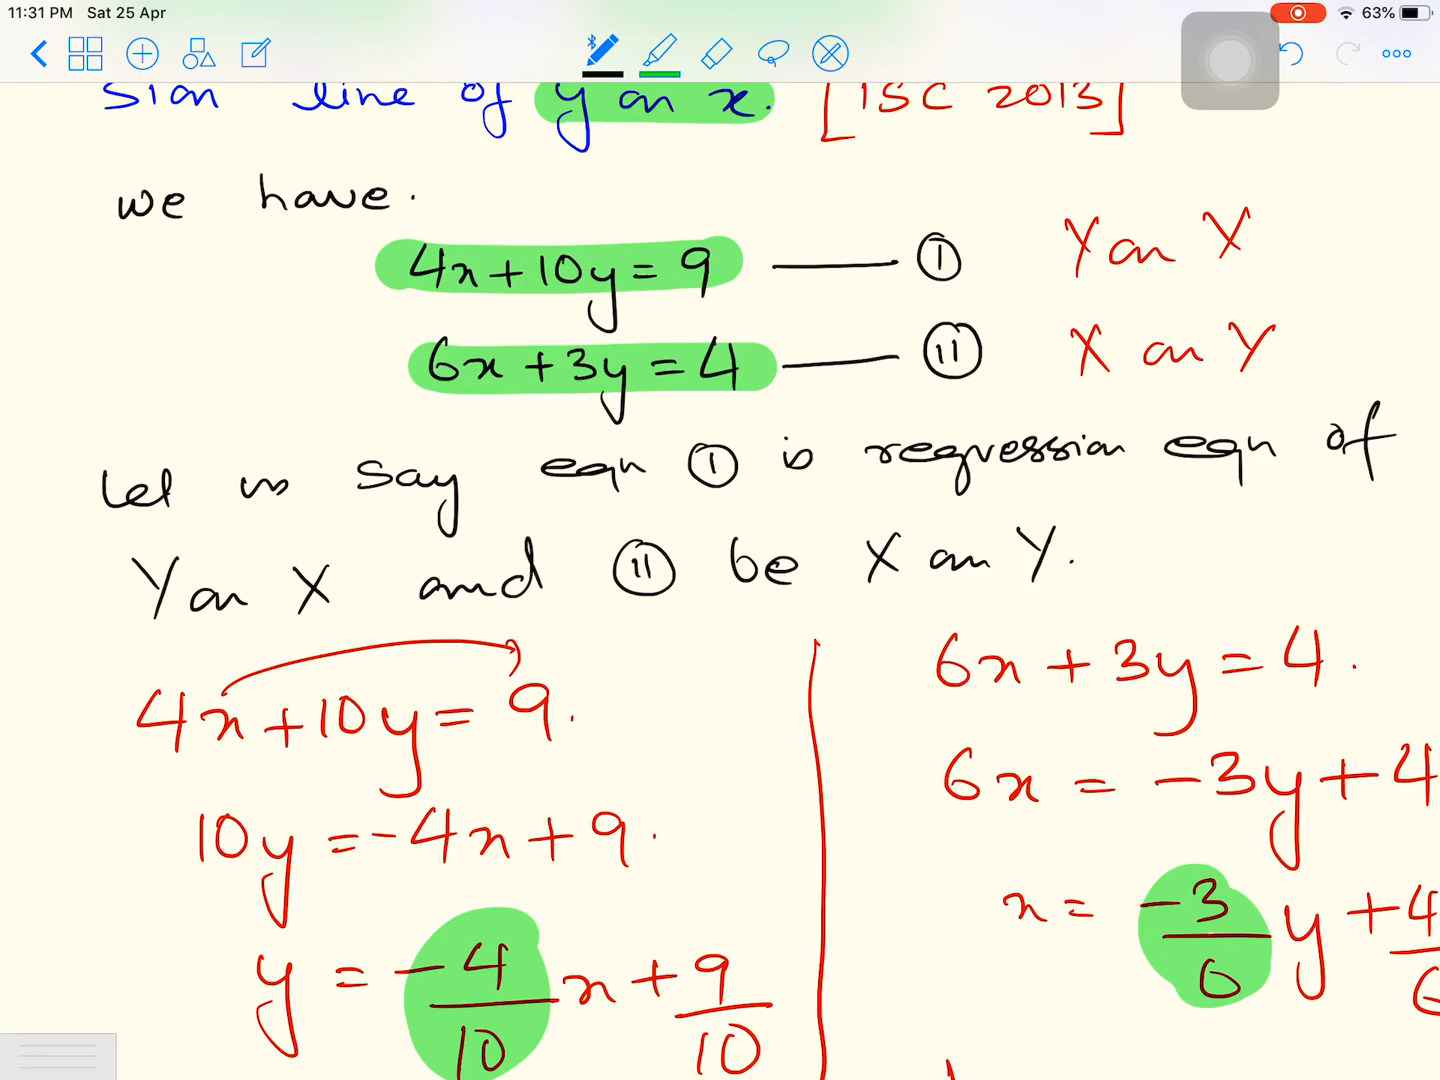 11:31 PM Sat 25 Apr
63%
sion line of y on x. [ISC 2013]
we have.
4x+10y=9 —— I Y on X
6x+3y=4 —— II X on Y
Let us say eqn I is regression eqn of
Y on X and II be X on Y.
4x+10y=9.
10y=-4x+9.
y = -4/10 x + 9/10
6x+3y=4.
6x = -3y+4
x = -3/6 y + 4/6